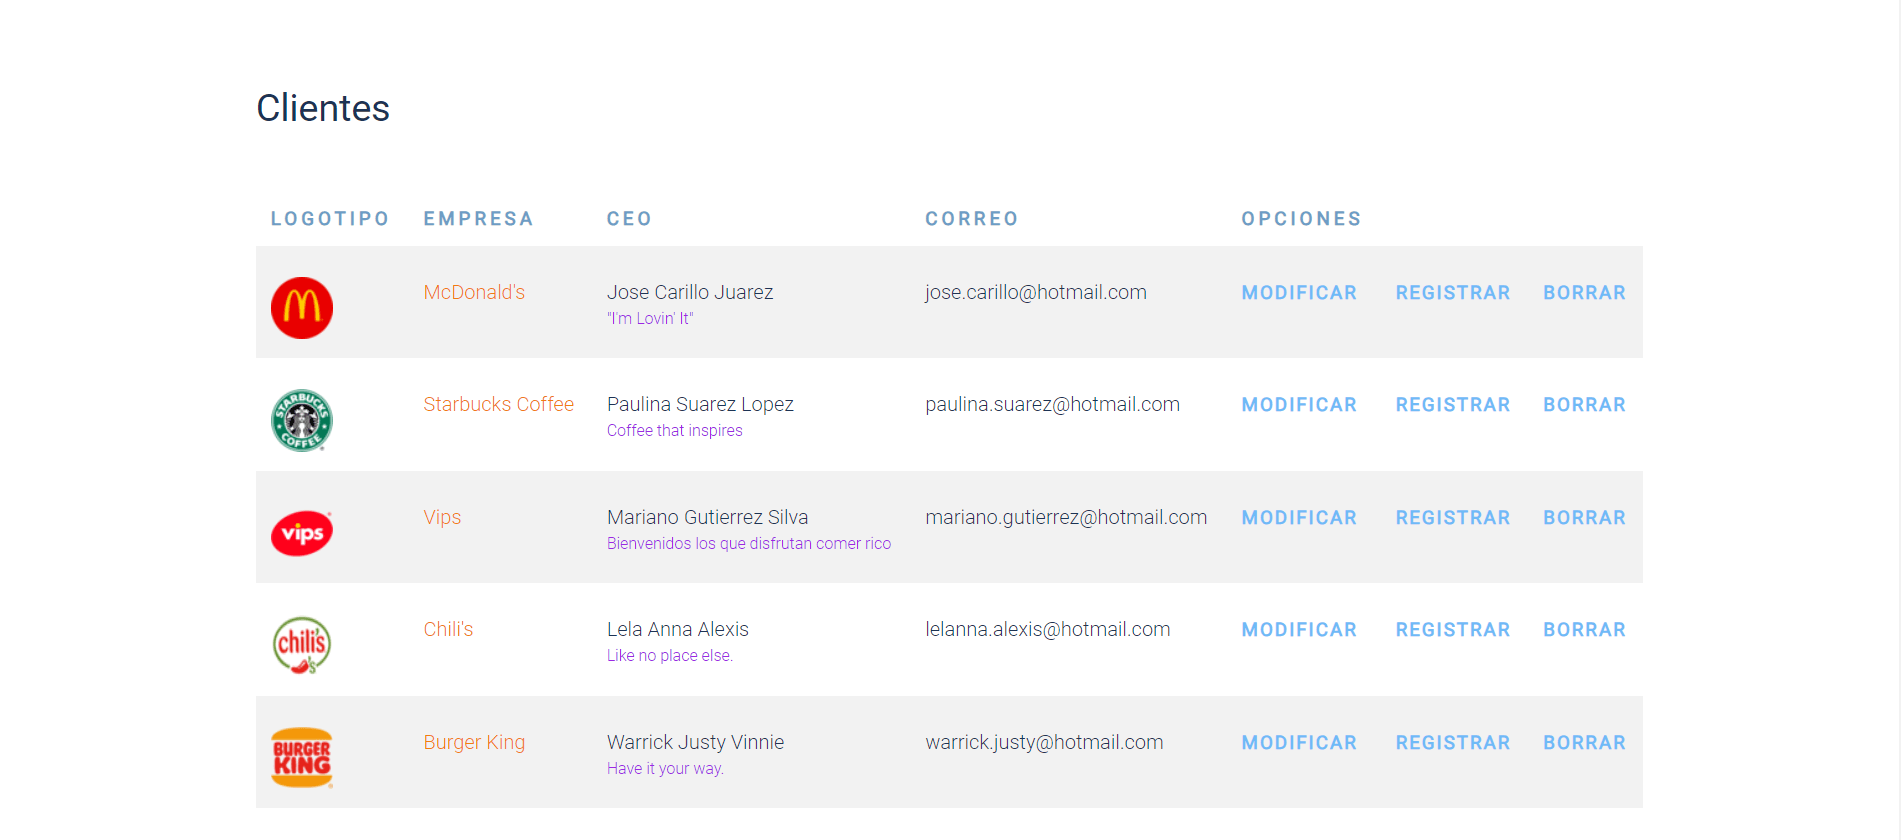 Clientes
LOGOTIPO EMPRESA CEO CORREO OPCIONES
McDonald's Jose Carillo Juarez jose.carillo@hotmail.com MODIFICAR REGISTRAR BORRAR
"I'm Lovin' It"
STARBUCKS COFFEE
Starbucks Coffee Paulina Suarez Lopez paulina.suarez@hotmail.com MODIFICAR REGISTRAR BORRAR
Coffee that inspires
vips
Vips Mariano Gutierrez Silva mariano.gutierrez@hotmail.com MODIFICAR REGISTRAR BORRAR
Bienvenidos los que disfrutan comer rico
chili's
Chili's Lela Anna Alexis lelanna.alexis@hotmail.com MODIFICAR REGISTRAR BORRAR
Like no place else.
BURGER
KING
Burger King Warrick Justy Vinnie warrick.justy@hotmail.com MODIFICAR REGISTRAR BORRAR
Have it your way.